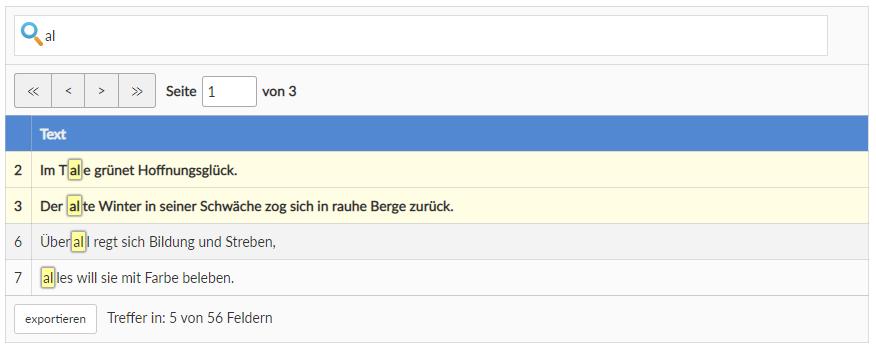 al
« < > » Seite 1 von 3
Text
2 Im Tale grünet Hoffnungsglück.
3 Der alte Winter in seiner Schwäche zog sich in rauhe Berge zurück.
6 Überall regt sich Bildung und Streben,
7 alles will sie mit Farbe beleben.
exportieren Treffer in: 5 von 56 Feldern